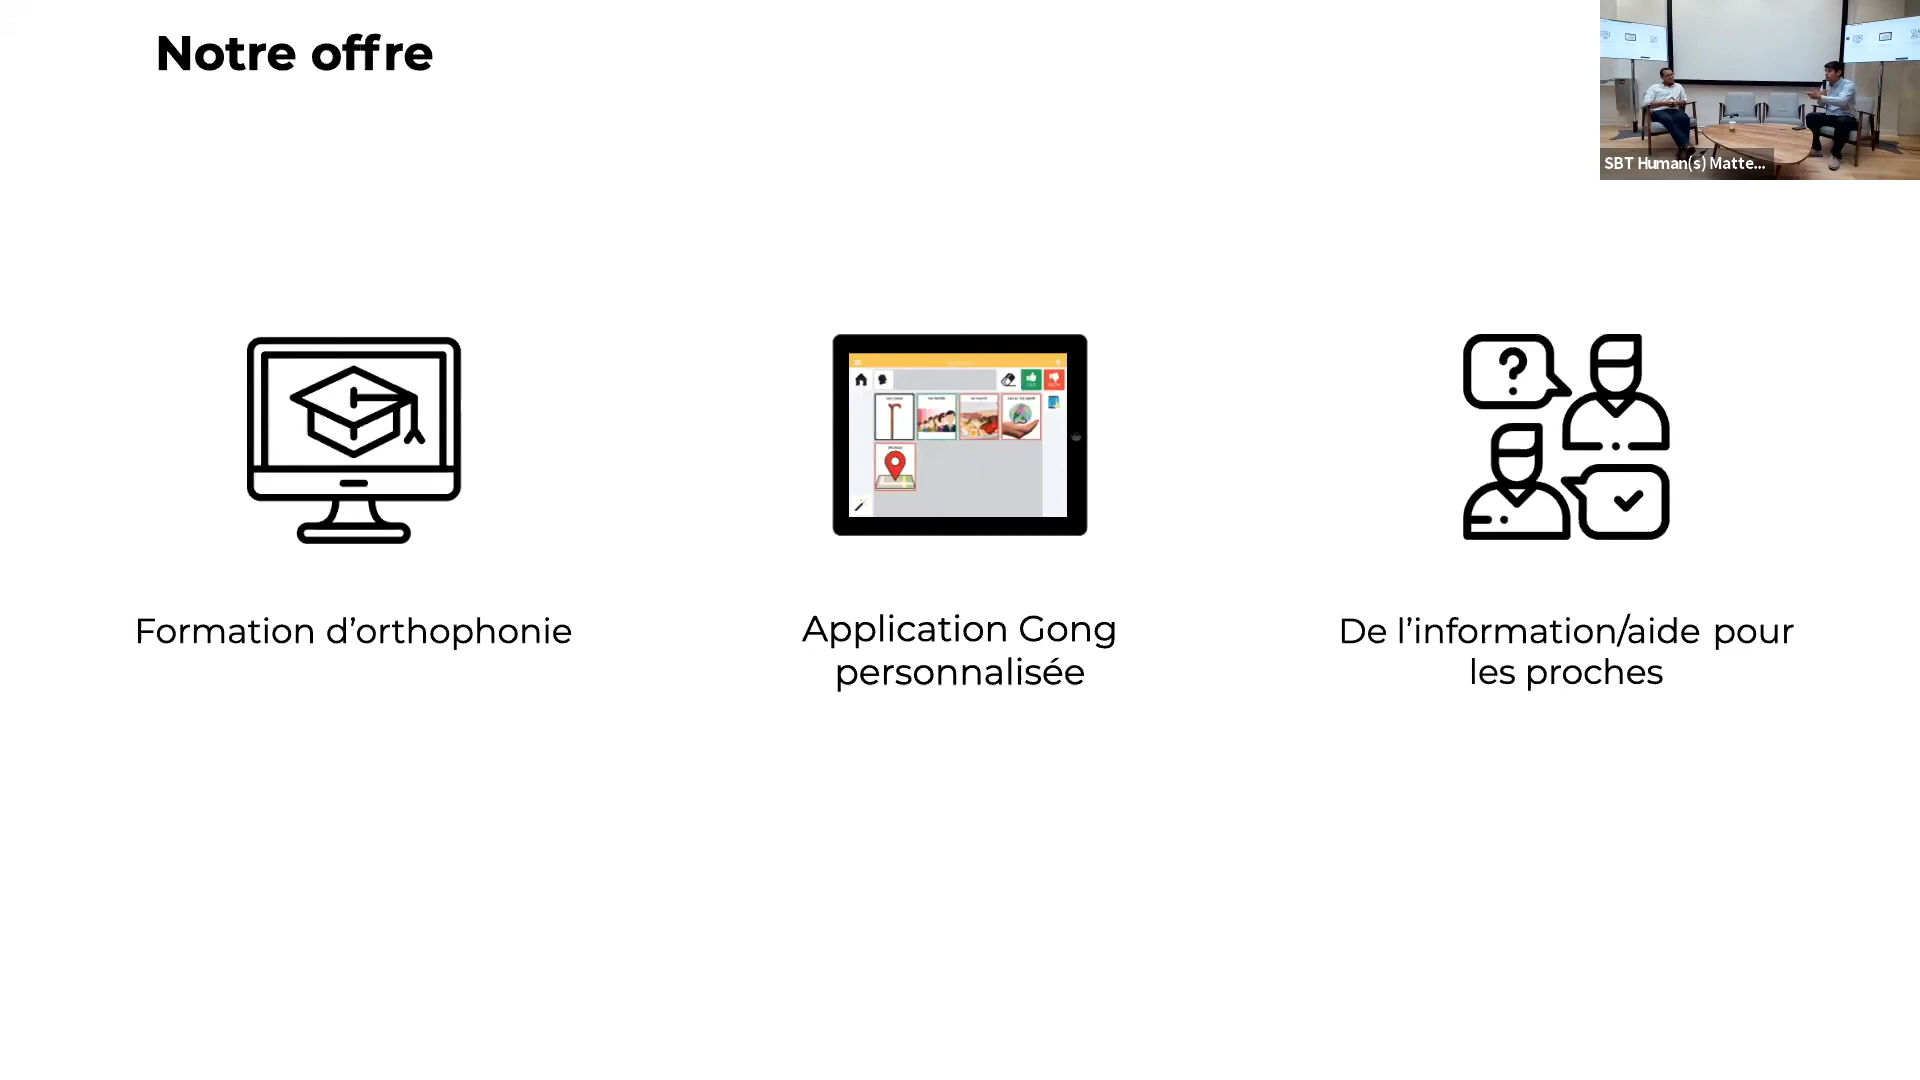 Notre offre
SBT Human(s) Matte...
Formation d'orthophonie
Application Gong
personnalisée
De l'information/aide pour
les proches